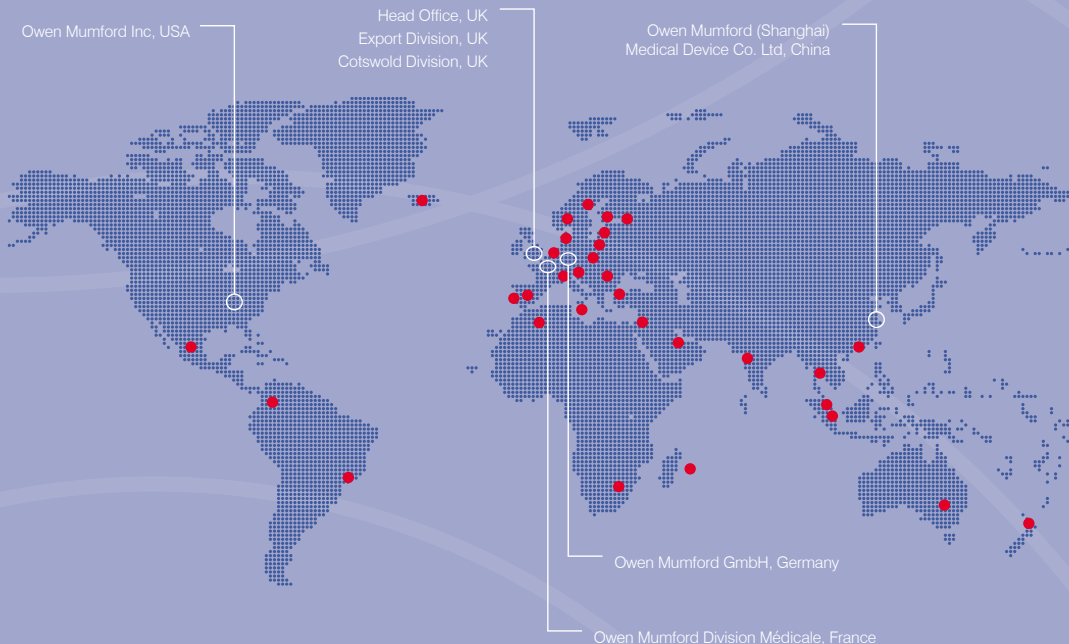 Owen Mumford Inc, USA
Head Office, UK
Export Division, UK
Cotswold Division, UK
Owen Mumford (Shanghai)
Medical Device Co. Ltd, China
Owen Mumford GmbH, Germany
Owen Mumford Division Médicale, France